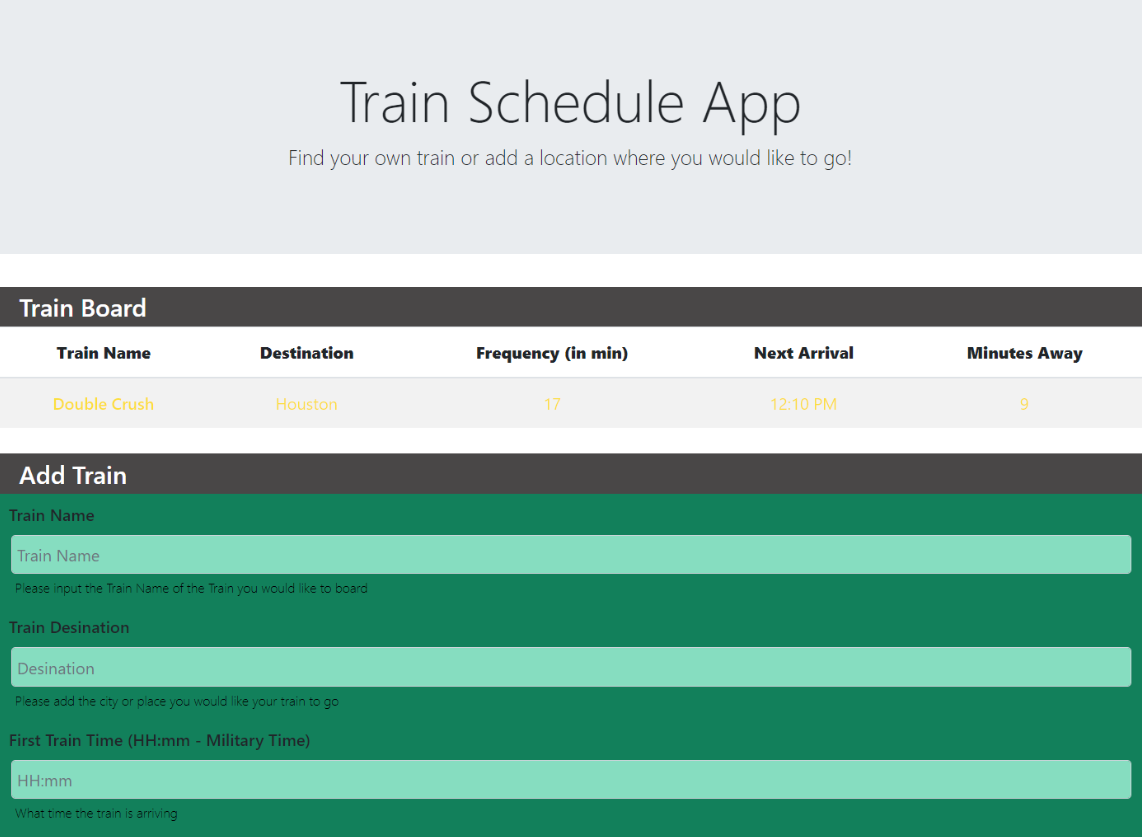 Train Schedule App
Find your own train or add a location where you would like to go!
Train Board
Train Name Destination Frequency (in min) Next Arrival Minutes Away
Double Crush Houston 17 12:10 PM 9
Add Train
Train Name
Train Name
Please input the Train Name of the Train you would like to board
Train Desination
Desination
Please add the city or place you would like your train to go
First Train Time (HH:mm - Military Time)
HH:mm
What time the train is arriving